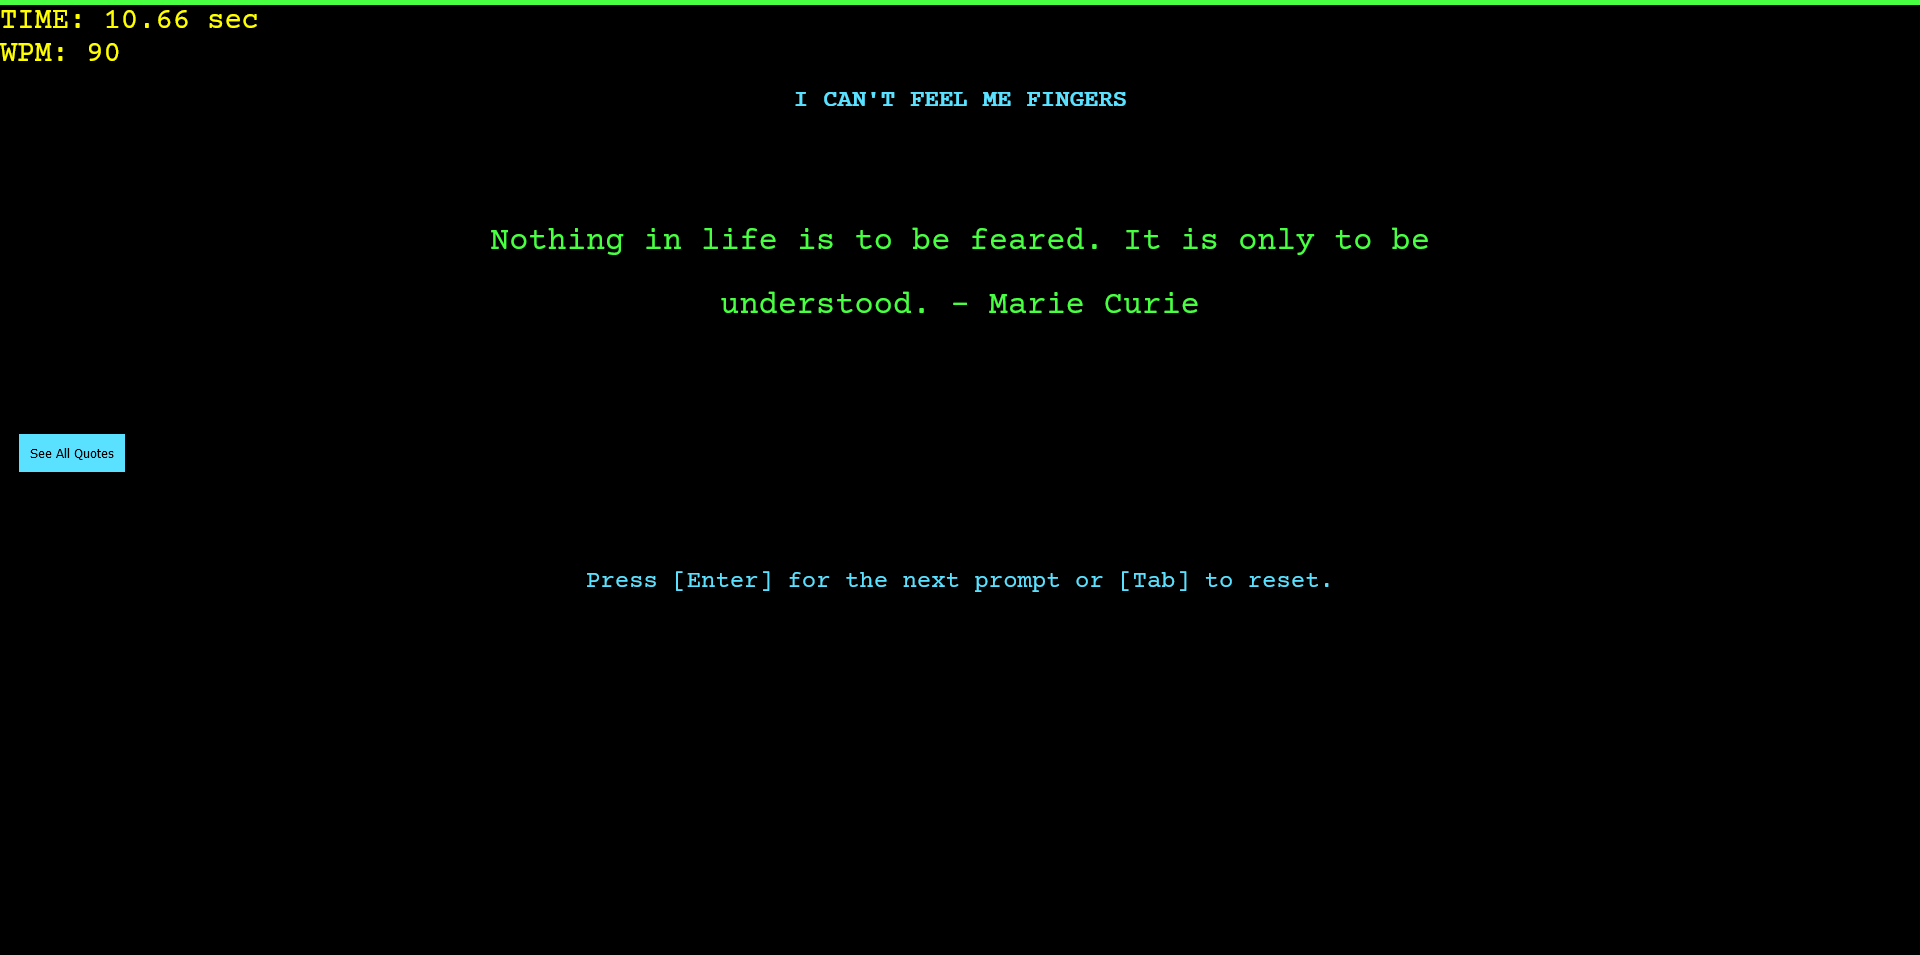 TIME: 10.66 sec
WPM: 90
I CAN'T FEEL ME FINGERS
Nothing in life is to be feared. It is only to be
understood. - Marie Curie
See All Quotes
Press [Enter] for the next prompt or [Tab] to reset.